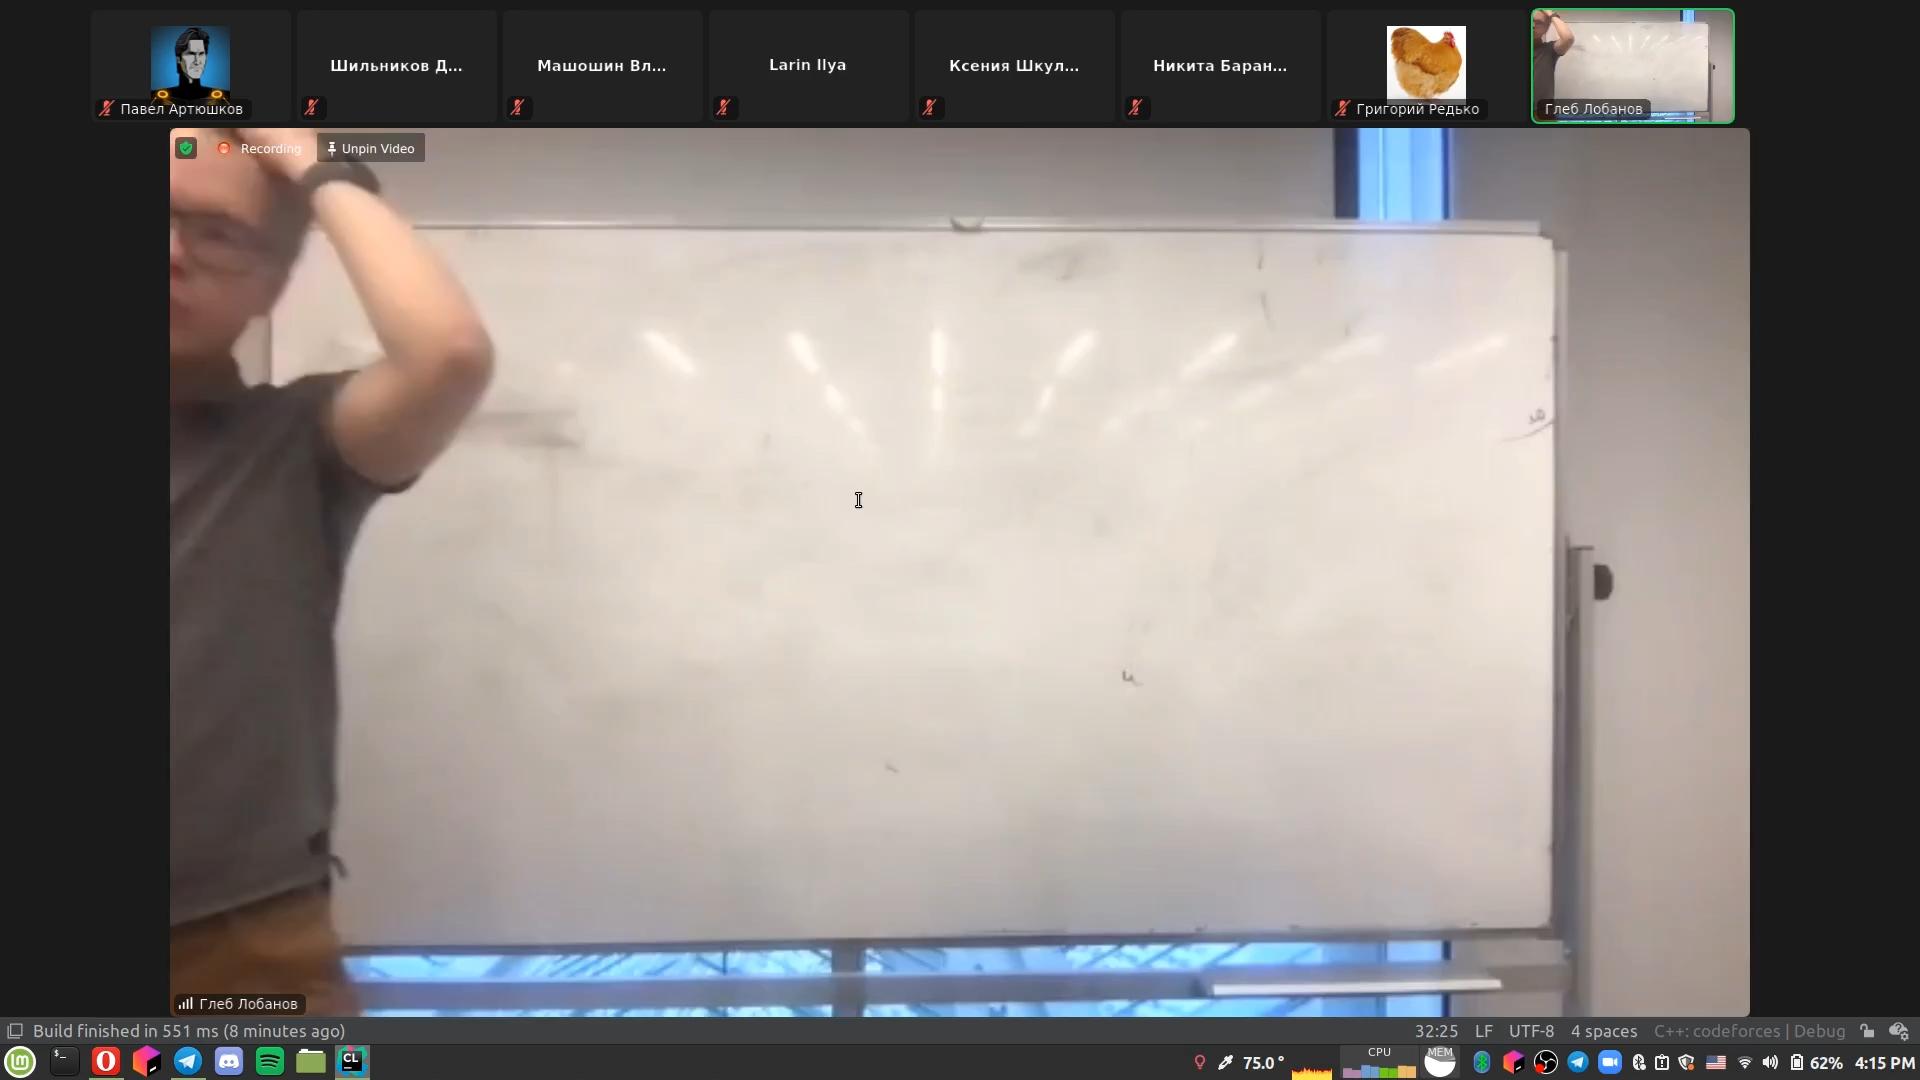 Шильников Д...
Машошин Вл...
Larin Ilya
Ксения Шкул...
Никита Баран...
Павел Артюшков
Григорий Редько
Глеб Лобанов
Recording
Unpin Video
Глеб Лобанов
Build finished in 551 ms (8 minutes ago)
32:25 LF UTF-8 4 spaces C++: codeforces | Debug
CL
75.0°
CPU
MEM
62%
4:15 PM